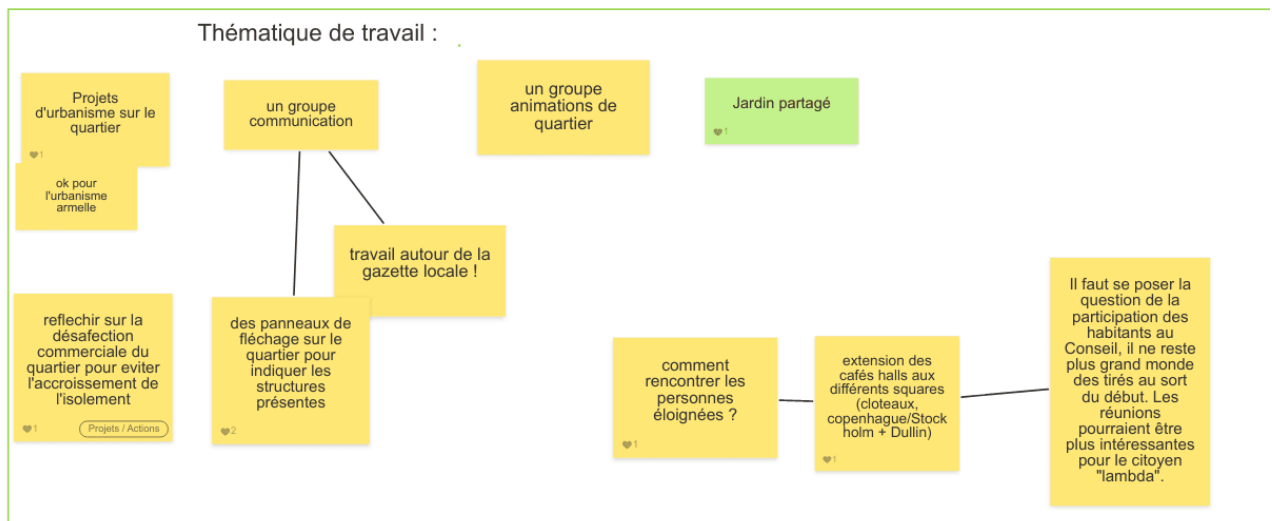 Thématique de travail :
Projets
d'urbanisme sur le
quartier
1
ok pour
l'urbanisme
armelle
un groupe
communication
un groupe
animations de
quartier
Jardin partagé
1
travail autour de la
gazette locale !
reflechir sur la
désafection
commerciale du
quartier pour eviter
l'accroissement de
l'isolement
1
Projets / Actions
des panneaux de
fléchage sur le
quartier pour
indiquer les
structures
présentes
2
comment
rencontrer les
personnes
éloignées ?
1
extension des
cafés halls aux
différents squares
(cloteaux,
copenhague/Stock
holm + Dullin)
1
Il faut se poser la
question de la
participation des
habitants au
Conseil, il ne reste
plus grand monde
des tirés au sort
du début. Les
réunions
pourraient être
plus intéressantes
pour le citoyen
"lambda".